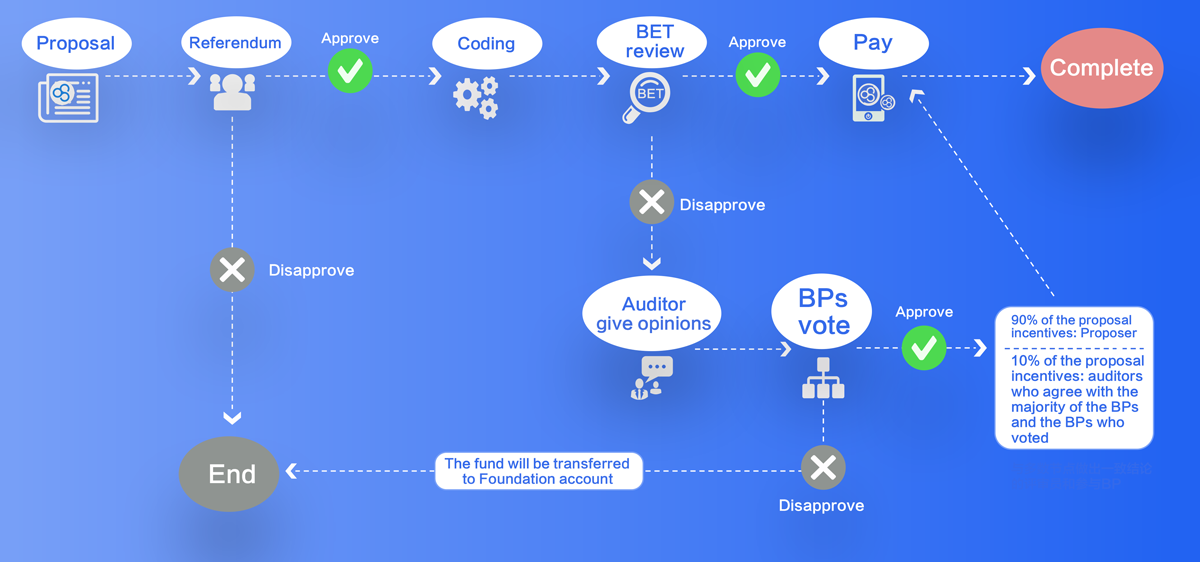 Proposal
Referendum
Approve
Coding
BET
review
Approve
Pay
Complete
BET
Disapprove
Disapprove
Auditor
give opinions
BPs
vote
Approve
90% of the proposal
incentives: Proposer
10% of the proposal
incentives: auditors
who agree with the
majority of the BPs
and the BPs who
voted
End
The fund will be transferred
to Foundation account
Disapprove